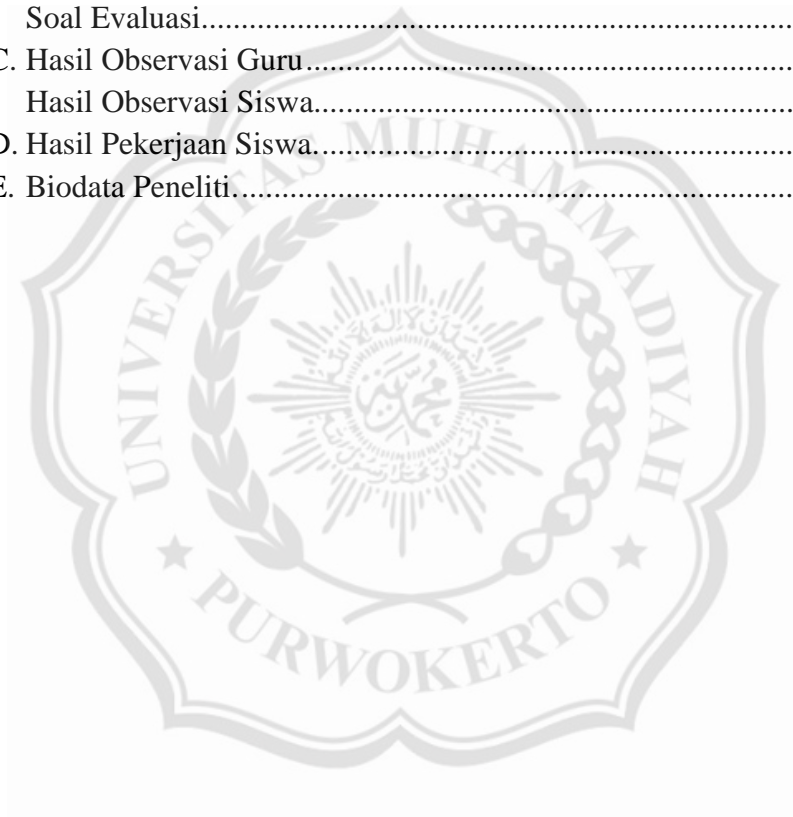 Soal Evaluasi..........................................................................
C. Hasil Observasi Guru.............................................................
Hasil Observasi Siswa............................................................
D. Hasil Pekerjaan Siswa............................................................
E. Biodata Peneliti......................................................................
UNIVERSITAS MUHAMMADIYAH
PURWOKERTO